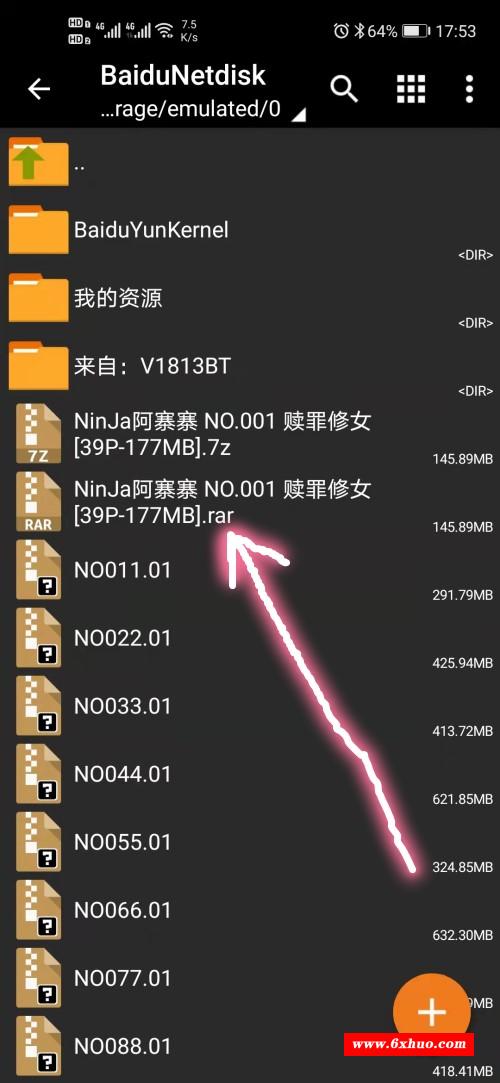 HD1 4G 4G 7.5 64% 17:53
HD2 K/s
BaiduNetdisk
...rage/emulated/0
..
BaiduYunKernel
<DIR>
我的资源
<DIR>
来自：V1813BT
<DIR>
NinJa阿寨寨 NO.001 赎罪修女
[39P-177MB].7z
7Z
145.89MB
NinJa阿寨寨 NO.001 赎罪修女
[39P-177MB].rar
RAR
145.89MB
NO011.01
?
291.79MB
NO022.01
?
425.94MB
NO033.01
?
413.72MB
NO044.01
?
621.85MB
NO055.01
?
324.85MB
NO066.01
?
632.30MB
NO077.01
?
9MB
+
www.6xhuo.com
NO088.01
?
418.41MB